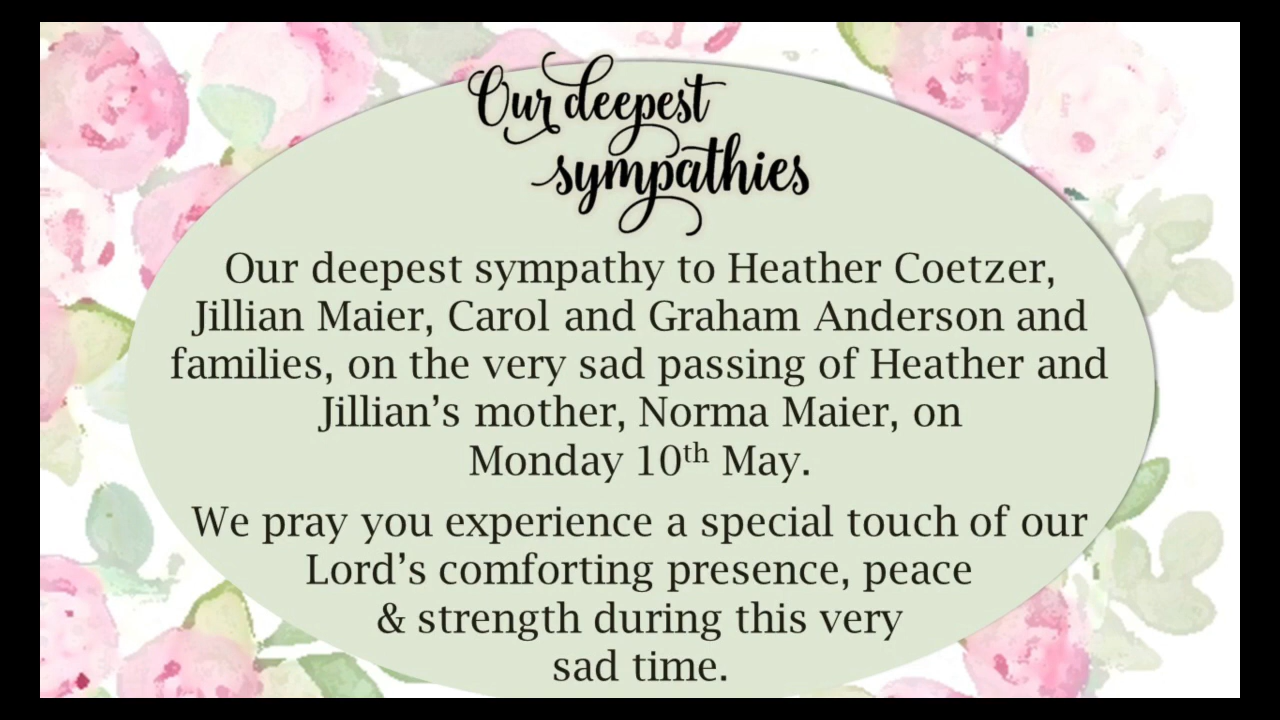 Our deepest
sympathies
Our deepest sympathy to Heather Coetzer,
Jillian Maier, Carol and Graham Anderson and
families, on the very sad passing of Heather and
Jillian’s mother, Norma Maier, on
Monday 10th May.
We pray you experience a special touch of our
Lord’s comforting presence, peace
& strength during this very
sad time.